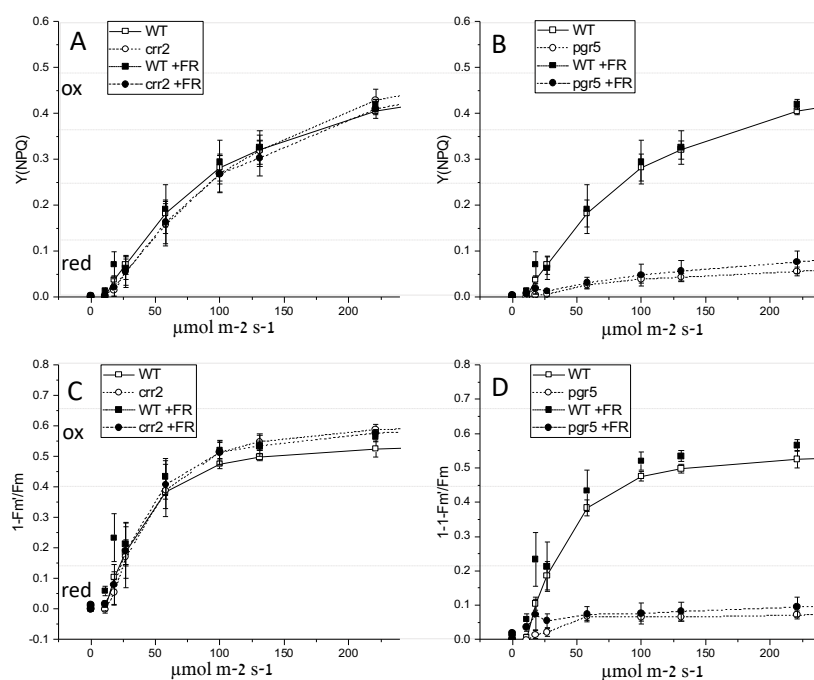 A
WT
crr2
WT +FR
crr2 +FR
ox
red
Y(NPQ)
0.6
0.5
0.4
0.3
0.2
0.1
0.0
0
50
100
150
200
μmol m-2 s-1
B
WT
pgr5
WT +FR
pgr5 +FR
Y(NPQ)
0.6
0.5
0.4
0.3
0.2
0.1
0.0
0
50
100
150
200
μmol m-2 s-1
C
WT
crr2
WT +FR
crr2 +FR
ox
red
1-Fm'/Fm
0.8
0.7
0.6
0.5
0.4
0.3
0.2
0.1
0.0
-0.1
0
50
100
150
200
μmol m-2 s-1
D
WT
pgr5
WT +FR
pgr5 +FR
1-1-Fm'/Fm
0.8
0.7
0.6
0.5
0.4
0.3
0.2
0.1
0.0
-0.1
0
50
100
150
200
μmol m-2 s-1